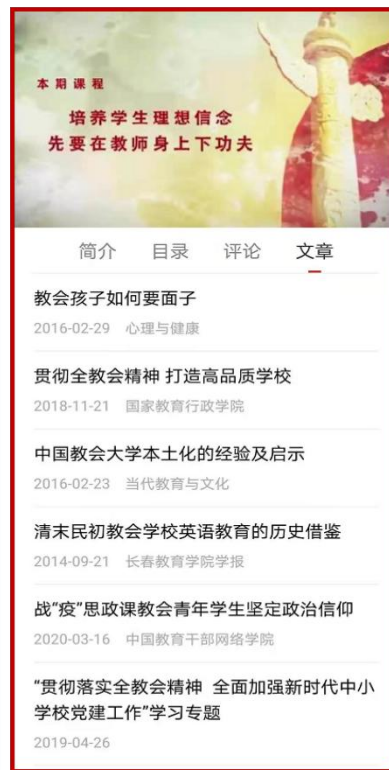 本期课程
培养学生理想信念
先要在教师身上下功夫
简介 目录 评论 文章
教会孩子如何要面子
2016-02-29 心理与健康
贯彻全教会精神 打造高品质学校
2018-11-21 国家教育行政学院
中国教会大学本土化的经验及启示
2016-02-23 当代教育与文化
清末民初教会学校英语教育的历史借鉴
2014-09-21 长春教育学院学报
战"疫"思政课教会青年学生坚定政治信仰
2020-03-16 中国教育干部网络学院
"贯彻落实全教会精神 全面加强新时代中小
学校党建工作"学习专题
2019-04-26